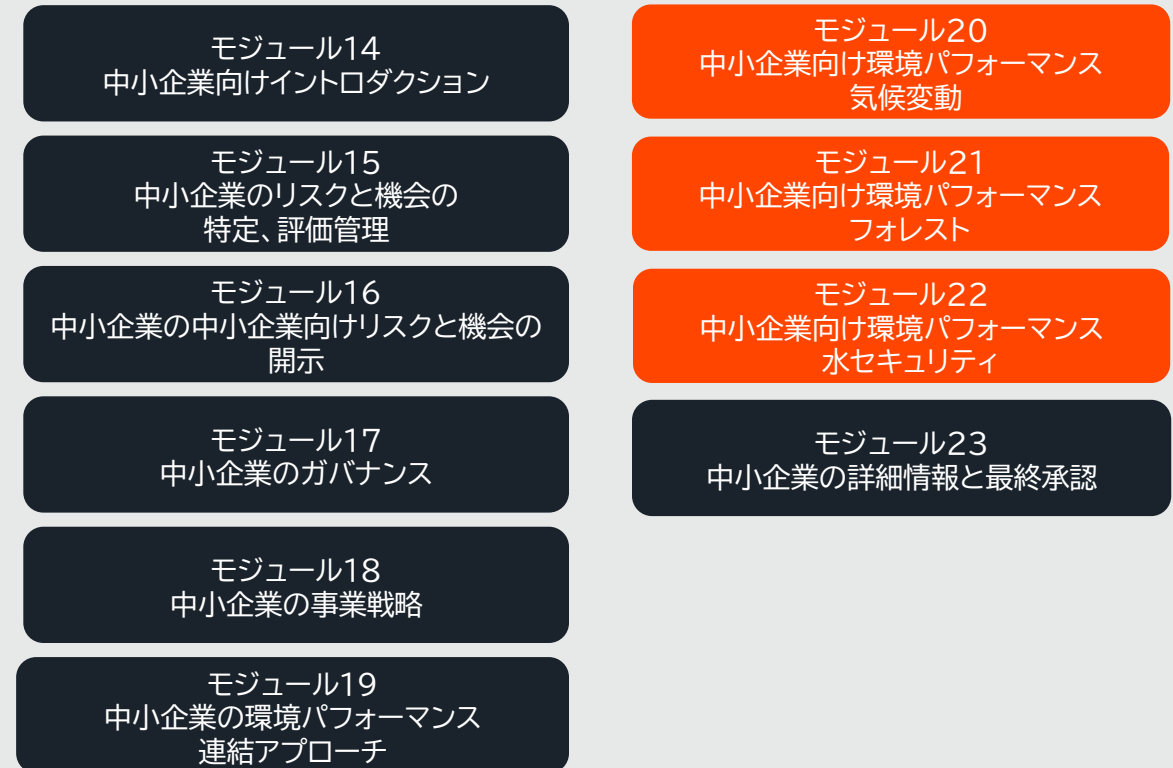 モジュール14
中小企業向けイントロダクション
モジュール15
中小企業のリスクと機会の
特定、評価管理
モジュール16
中小企業の中小企業向けリスクと機会の
開示
モジュール17
中小企業のガバナンス
モジュール18
中小企業の事業戦略
モジュール19
中小企業の環境パフォーマンス
連結アプローチ
モジュール20
中小企業向け環境パフォーマンス
気候変動
モジュール21
中小企業向け環境パフォーマンス
フォレスト
モジュール22
中小企業向け環境パフォーマンス
水セキュリティ
モジュール23
中小企業の詳細情報と最終承認